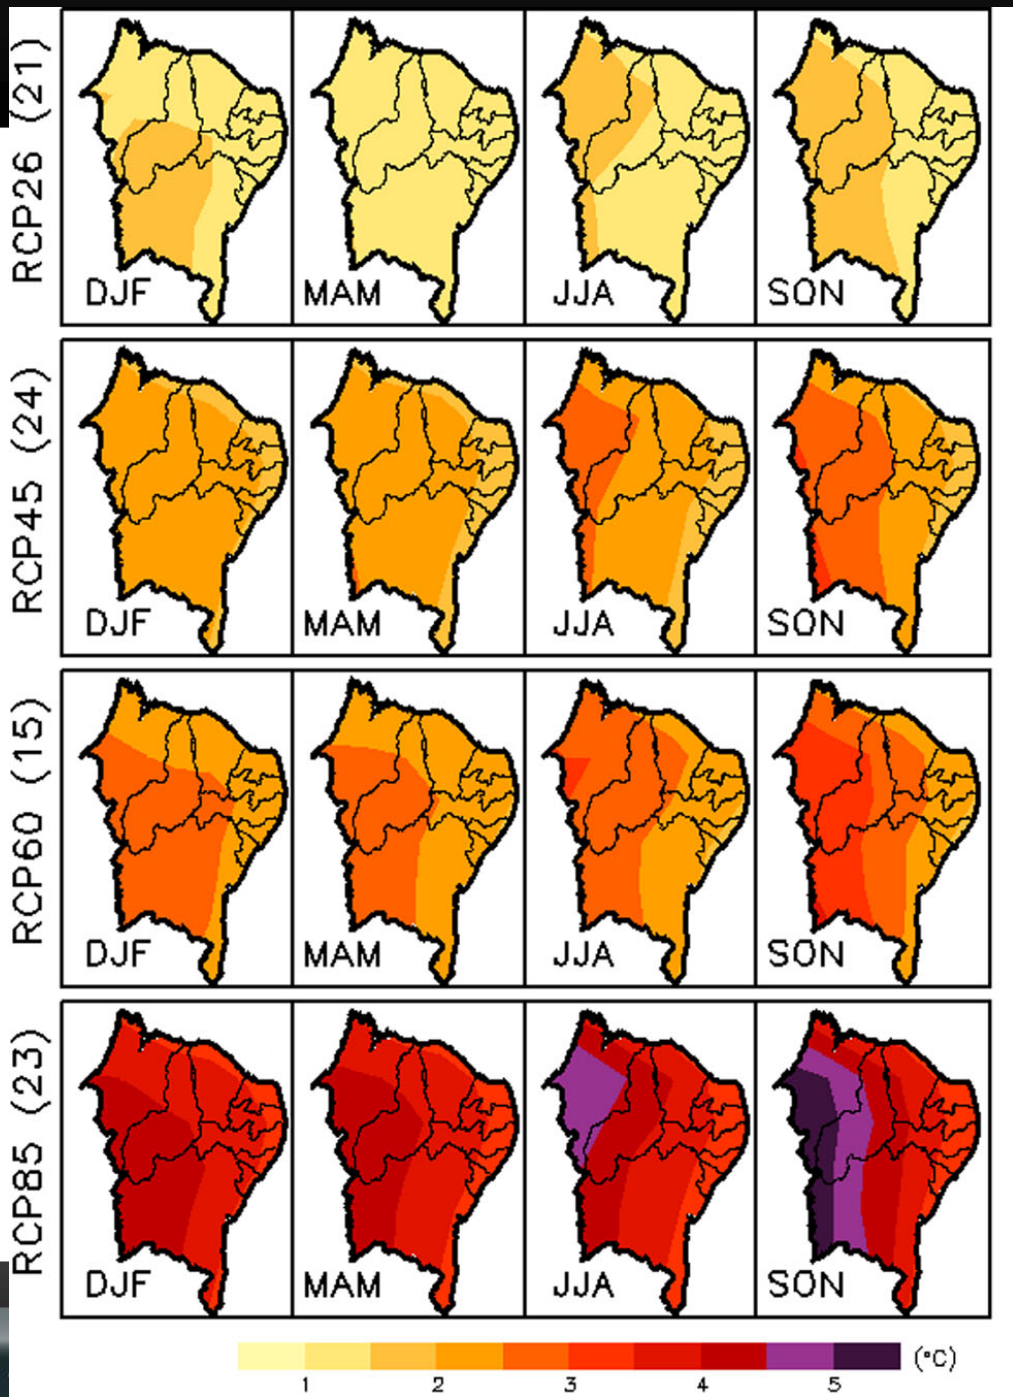 RCP26 (21)
DJF MAM JJA SON
RCP45 (24)
DJF MAM JJA SON
RCP60 (15)
DJF MAM JJA SON
RCP85 (23)
DJF MAM JJA SON
1 2 3 4 5 (°C)